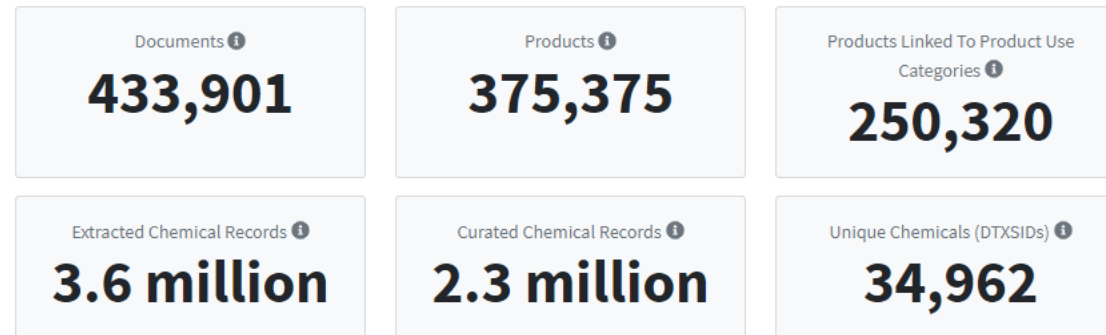 Documents
433,901
Products
375,375
Products Linked To Product Use
Categories
250,320
Extracted Chemical Records
3.6 million
Curated Chemical Records
2.3 million
Unique Chemicals (DTXSIDs)
34,962